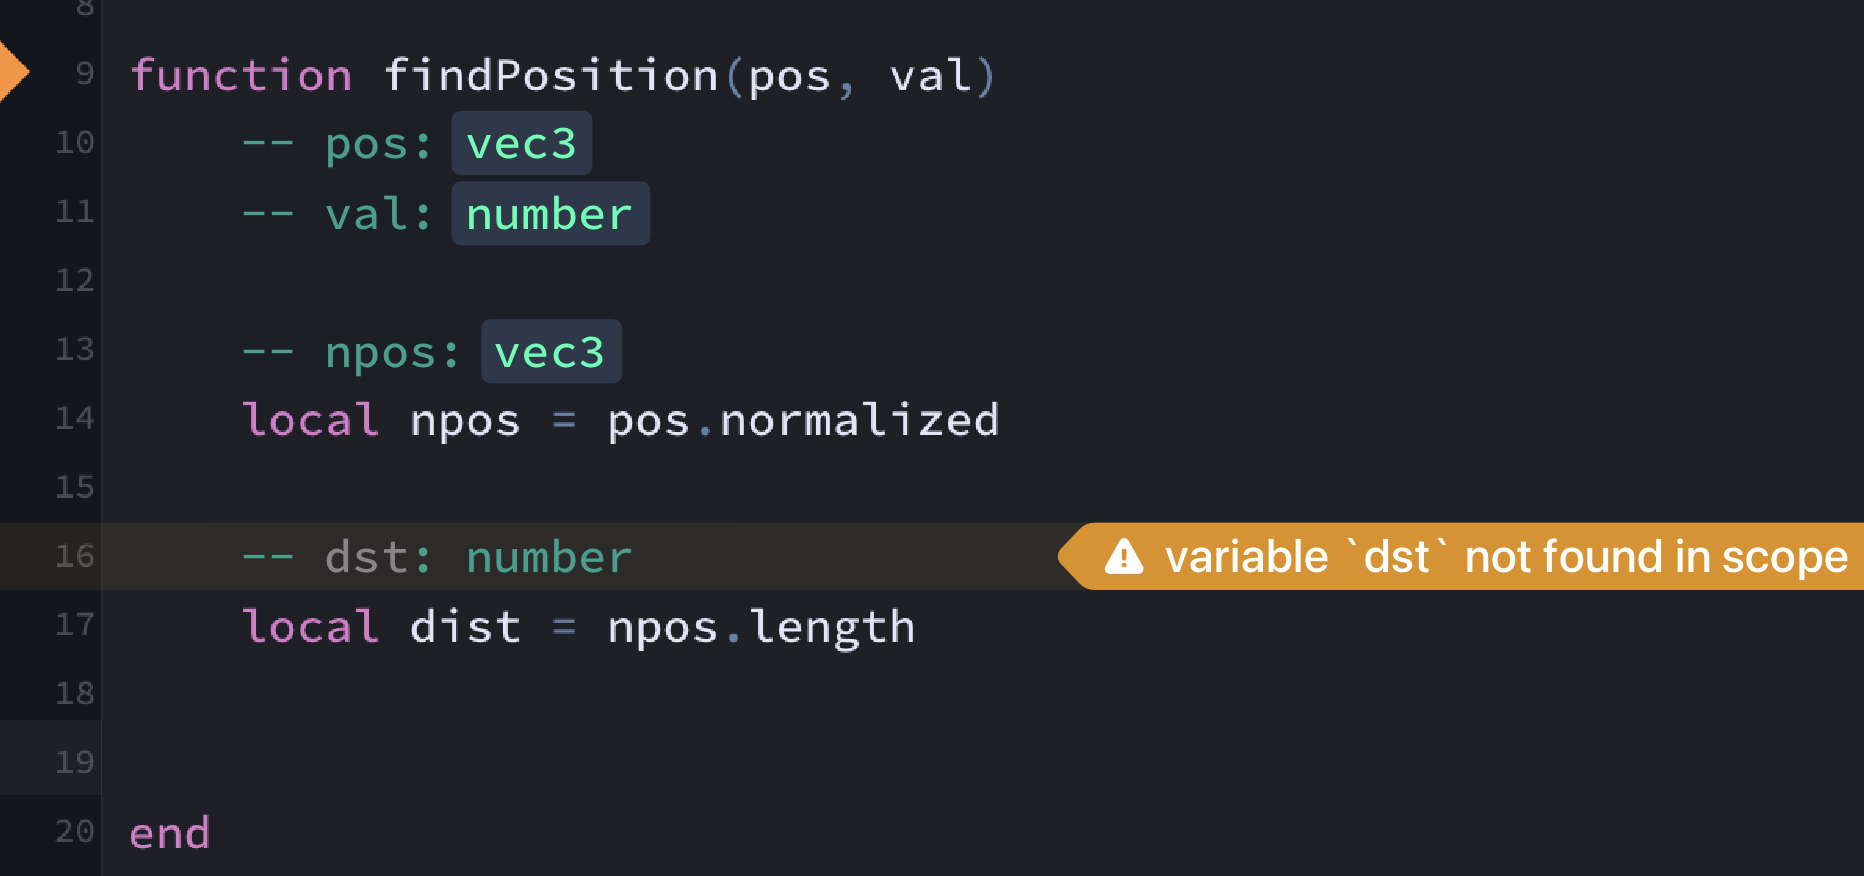 8
9 function findPosition(pos, val)
10 -- pos: vec3
11 -- val: number
12
13 -- npos: vec3
14 local npos = pos.normalized
15
16 -- dst: number variable `dst` not found in scope
17 local dist = npos.length
18
19
20 end